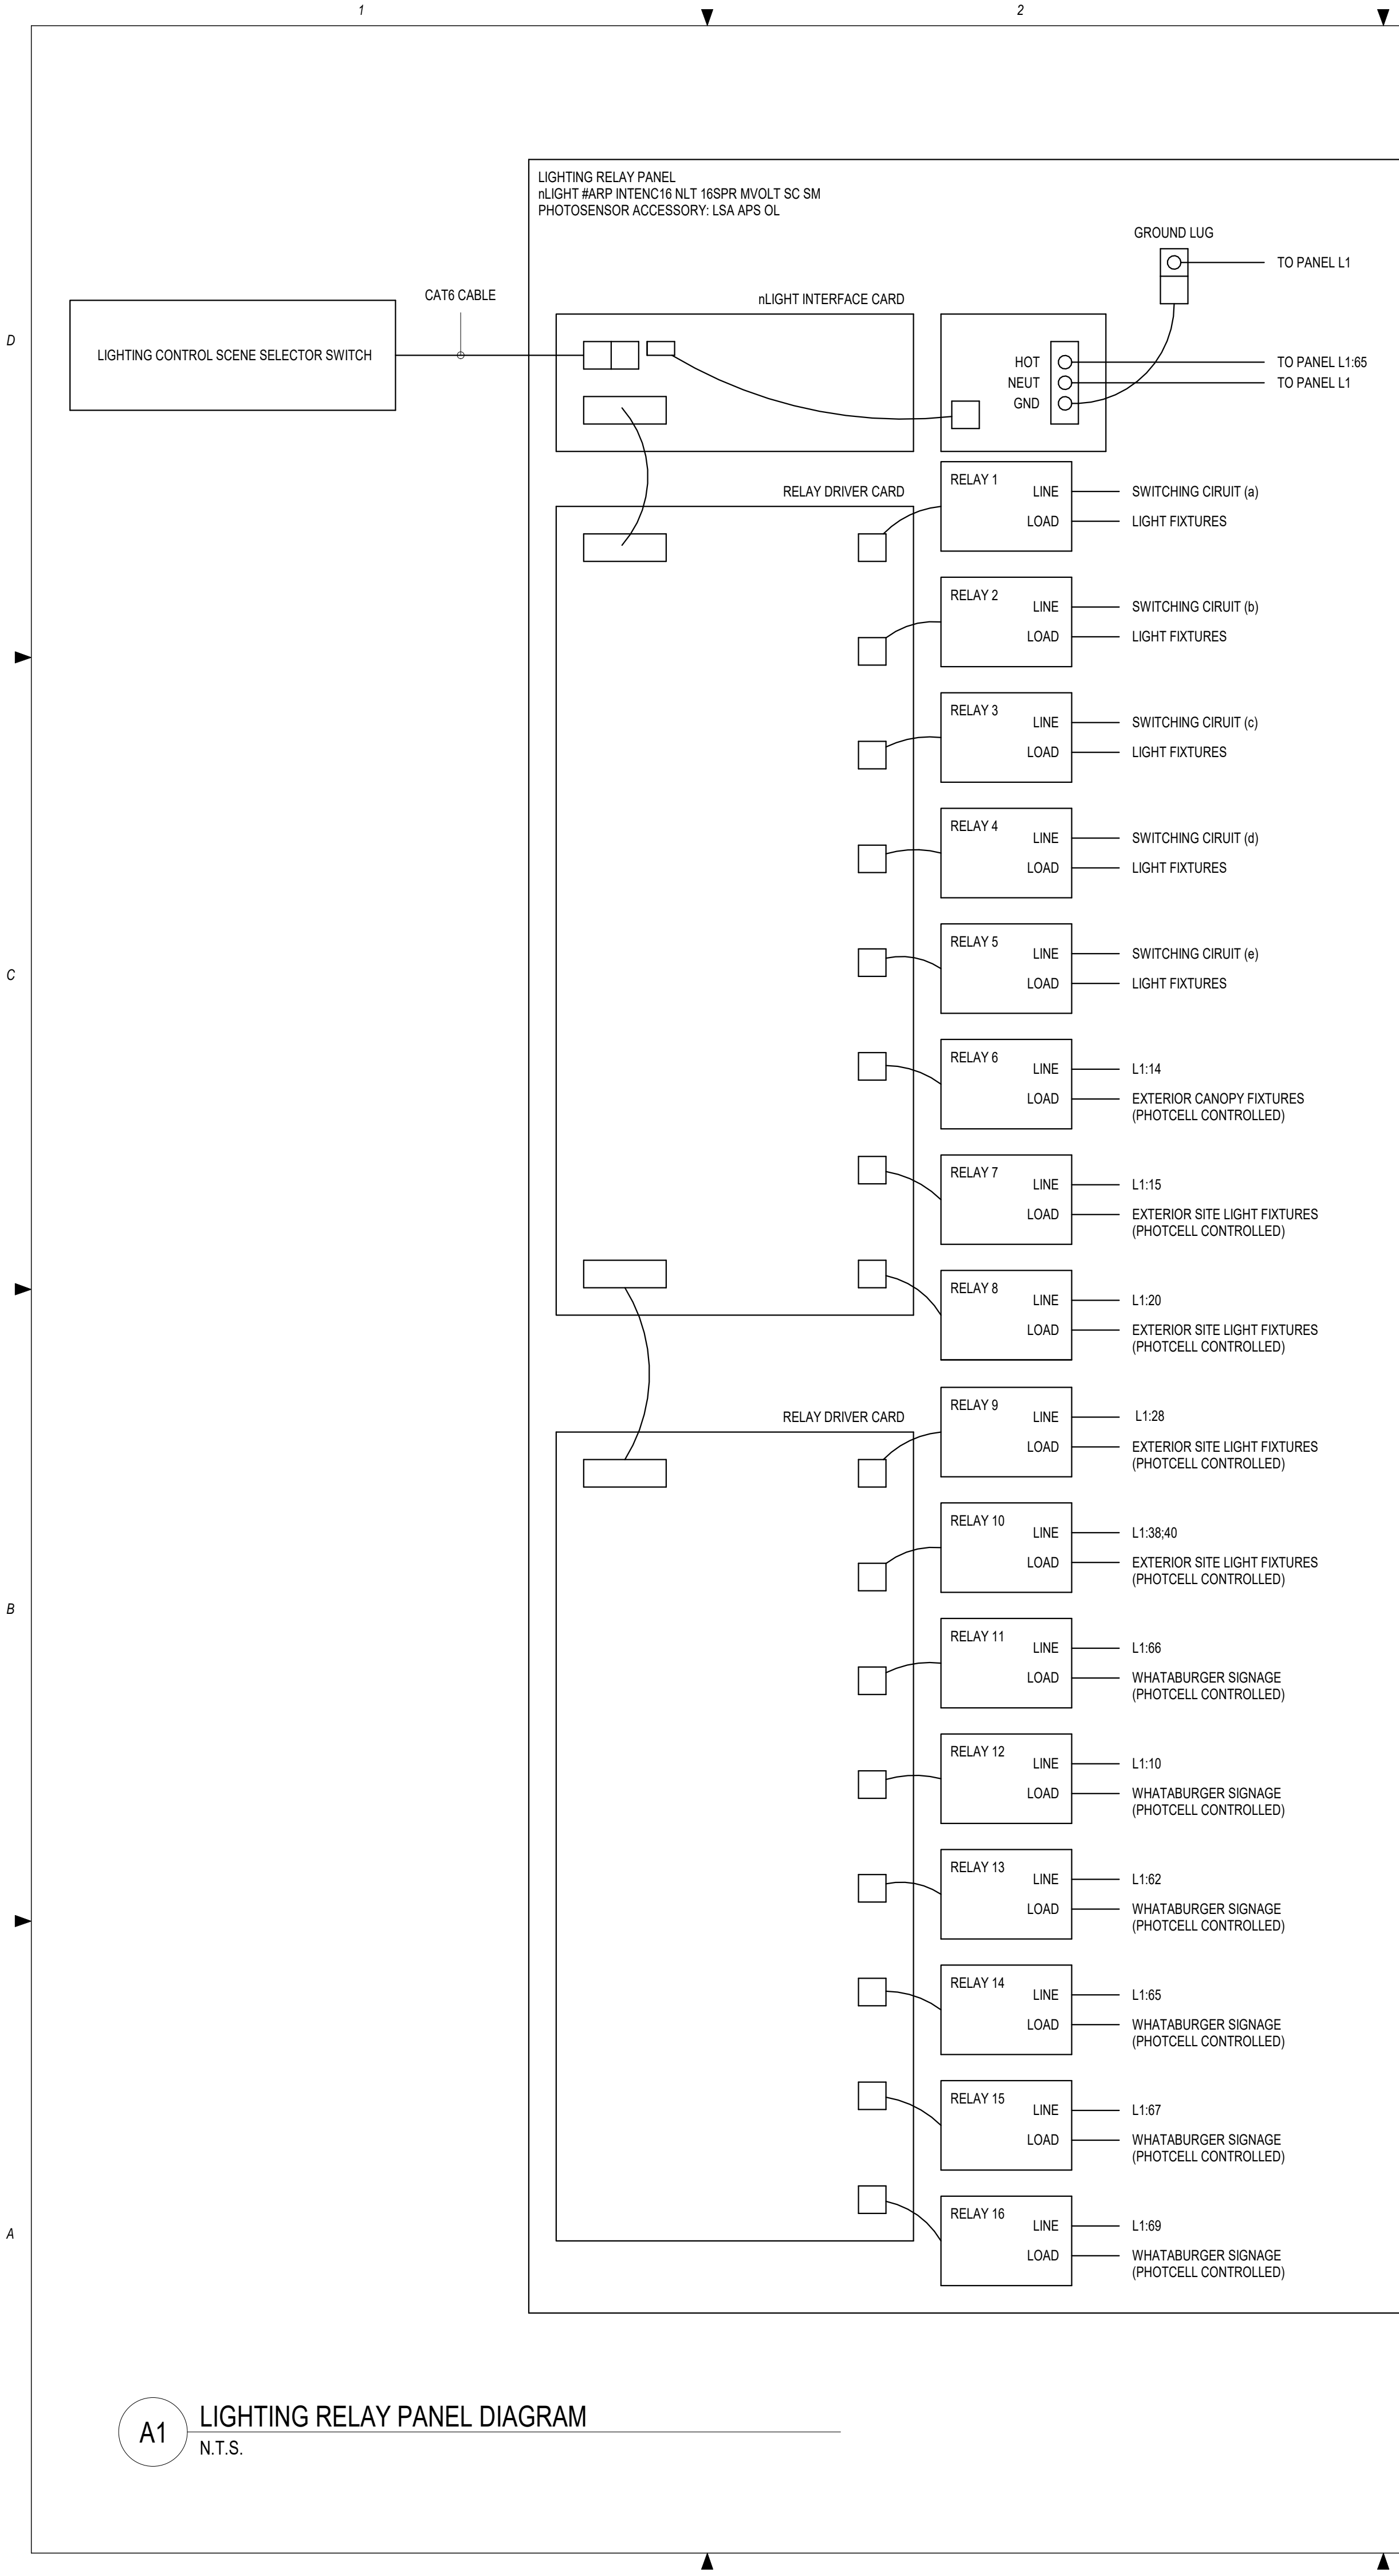 1
2
LIGHTING RELAY PANEL
nLIGHT #ARP INTENC16 NLT 16SPR MVOLT SC SM
PHOTOSENSOR ACCESSORY: LSA APS OL
GROUND LUG
TO PANEL L1
CAT6 CABLE
nLIGHT INTERFACE CARD
D
LIGHTING CONTROL SCENE SELECTOR SWITCH
HOT
TO PANEL L1:65
NEUT
TO PANEL L1
GND
RELAY DRIVER CARD
RELAY 1
LINE
SWITCHING CIRUIT (a)
LOAD
LIGHT FIXTURES
RELAY 2
LINE
SWITCHING CIRUIT (b)
LOAD
LIGHT FIXTURES
RELAY 3
LINE
SWITCHING CIRUIT (c)
LOAD
LIGHT FIXTURES
RELAY 4
LINE
SWITCHING CIRUIT (d)
LOAD
LIGHT FIXTURES
C
RELAY 5
LINE
SWITCHING CIRUIT (e)
LOAD
LIGHT FIXTURES
RELAY 6
LINE
L1:14
LOAD
EXTERIOR CANOPY FIXTURES
(PHOTCELL CONTROLLED)
RELAY 7
LINE
L1:15
LOAD
EXTERIOR SITE LIGHT FIXTURES
(PHOTCELL CONTROLLED)
RELAY 8
LINE
L1:20
LOAD
EXTERIOR SITE LIGHT FIXTURES
(PHOTCELL CONTROLLED)
RELAY DRIVER CARD
RELAY 9
LINE
L1:28
LOAD
EXTERIOR SITE LIGHT FIXTURES
(PHOTCELL CONTROLLED)
RELAY 10
LINE
L1:38;40
LOAD
EXTERIOR SITE LIGHT FIXTURES
(PHOTCELL CONTROLLED)
B
RELAY 11
LINE
L1:66
LOAD
WHATABURGER SIGNAGE
(PHOTCELL CONTROLLED)
RELAY 12
LINE
L1:10
LOAD
WHATABURGER SIGNAGE
(PHOTCELL CONTROLLED)
RELAY 13
LINE
L1:62
LOAD
WHATABURGER SIGNAGE
(PHOTCELL CONTROLLED)
RELAY 14
LINE
L1:65
LOAD
WHATABURGER SIGNAGE
(PHOTCELL CONTROLLED)
RELAY 15
LINE
L1:67
LOAD
WHATABURGER SIGNAGE
(PHOTCELL CONTROLLED)
A
RELAY 16
LINE
L1:69
LOAD
WHATABURGER SIGNAGE
(PHOTCELL CONTROLLED)
A1
LIGHTING RELAY PANEL DIAGRAM
N.T.S.